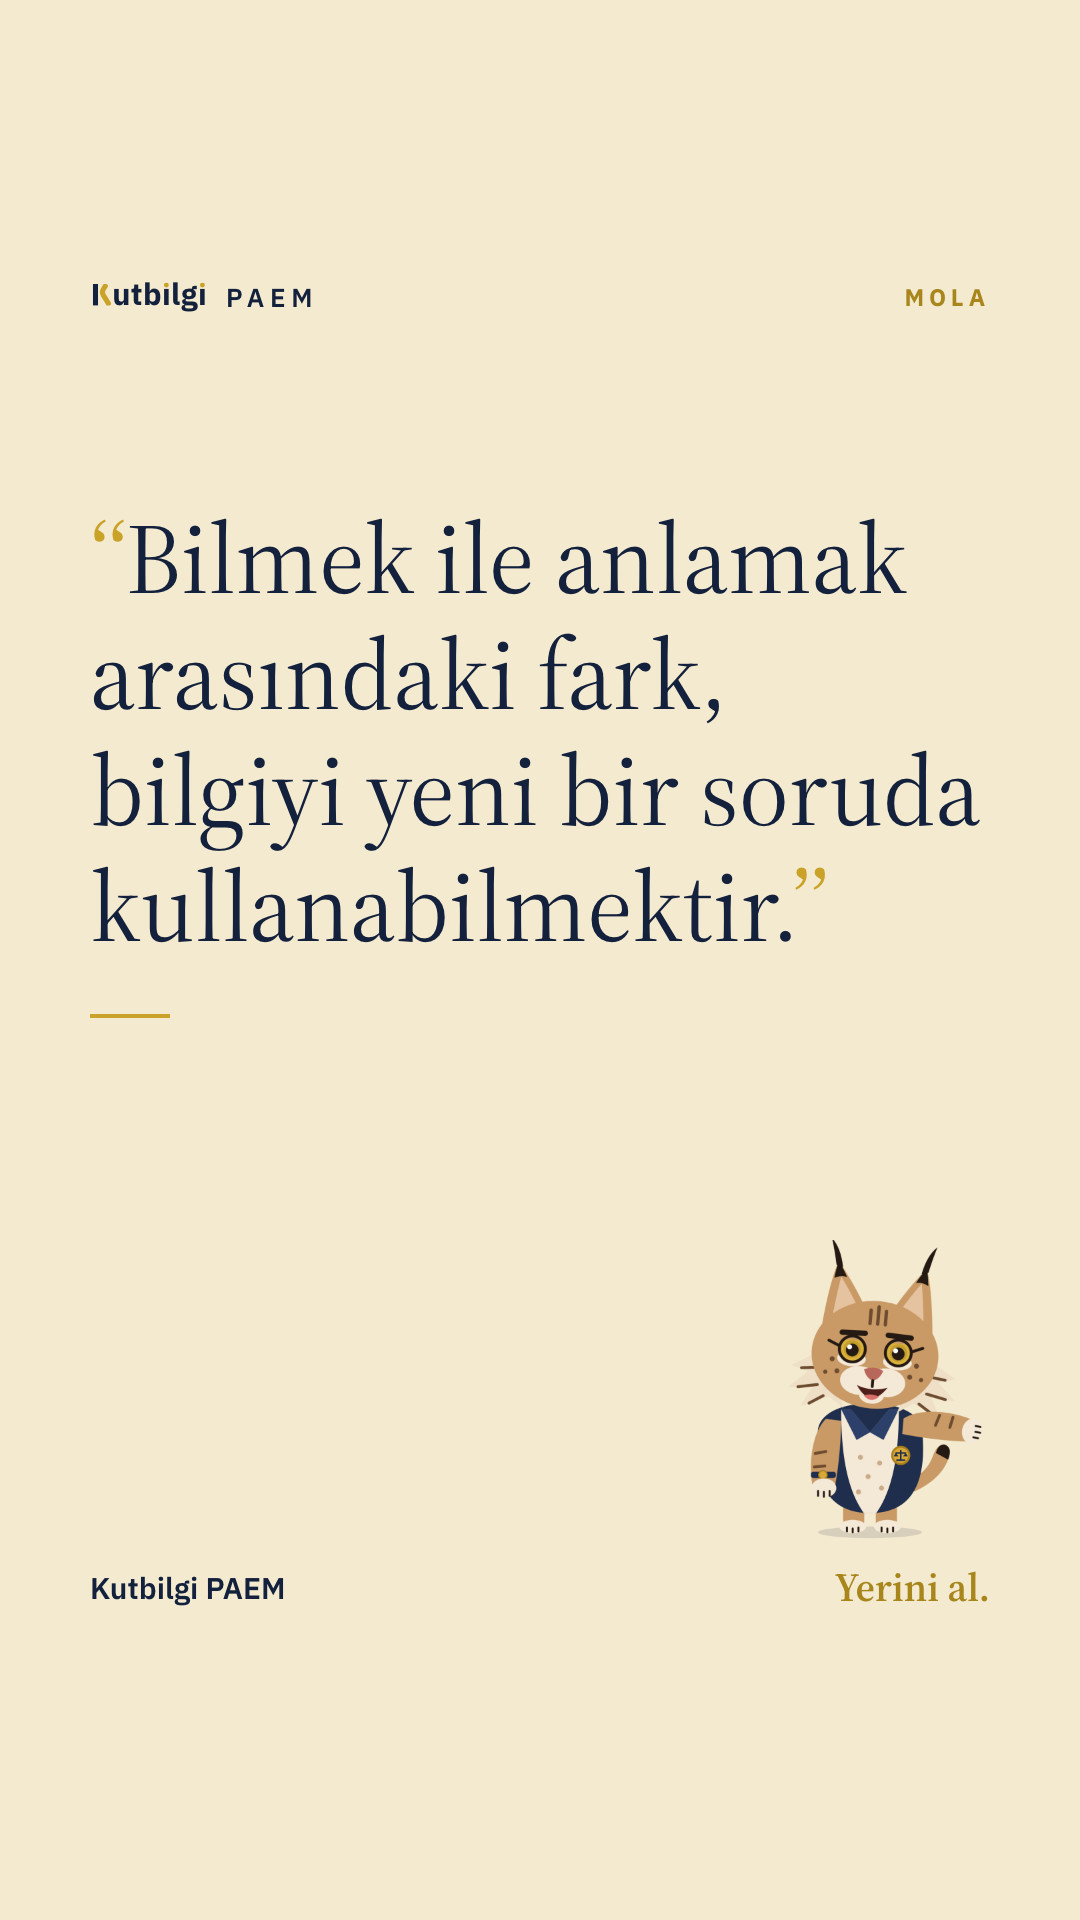 Kutbilgi PAEM
MOLA
“Bilmek ile anlamak
arasındaki fark,
bilgiyi yeni bir soruda
kullanabilmektir.”
Kutbilgi PAEM
Yerini al.